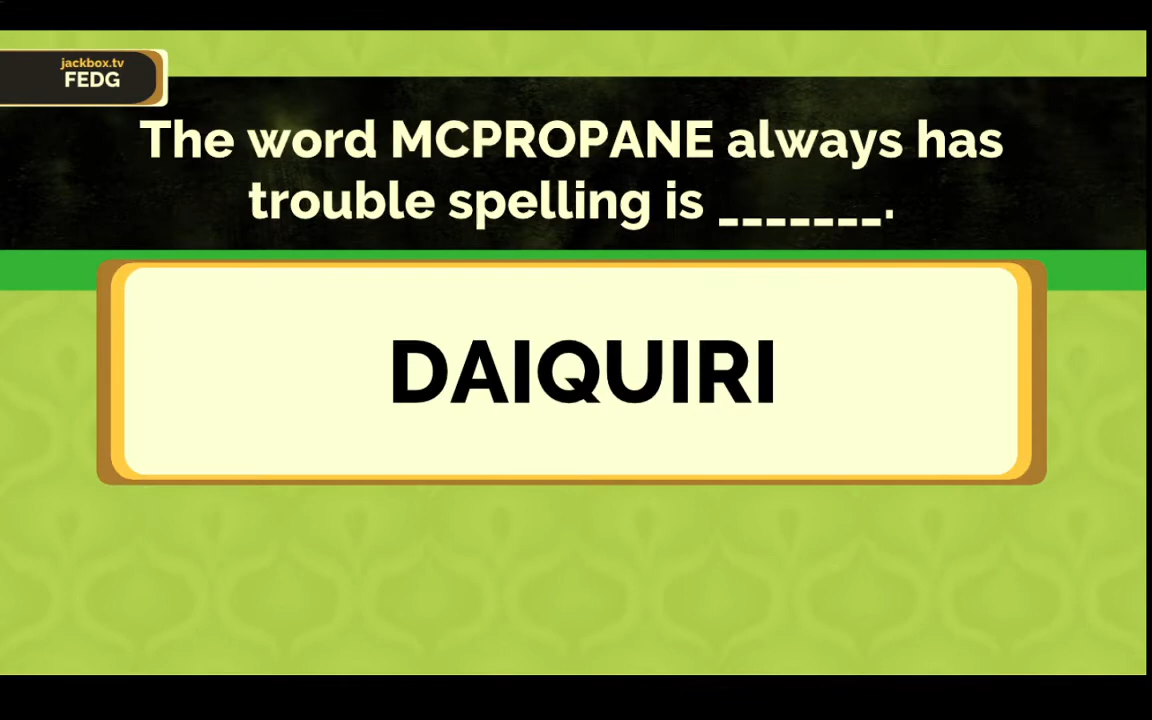 jackbox.tv
FEDG
The word MCPROPANE always has
trouble spelling is _______.
DAIQUIRI